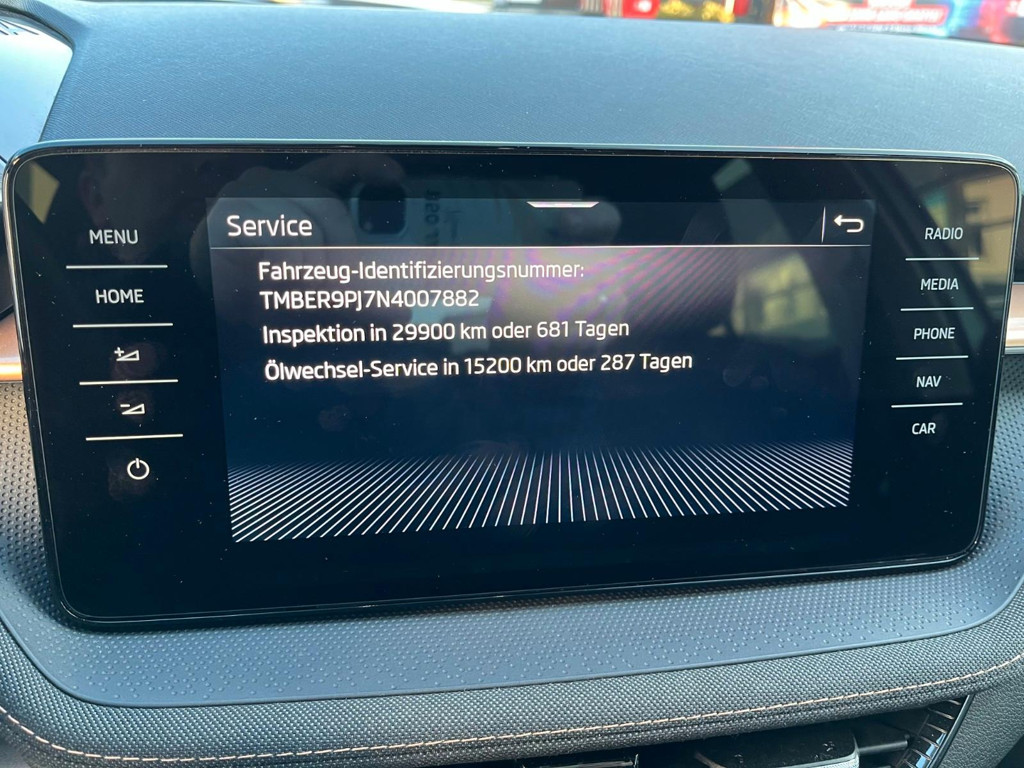 Service
Fahrzeug-Identifizierungsnummer:
TMBER9PJ7N4007882
Inspektion in 29900 km oder 681 Tagen
Ölwechsel-Service in 15200 km oder 287 Tagen
MENU
HOME
RADIO
MEDIA
PHONE
NAV
CAR